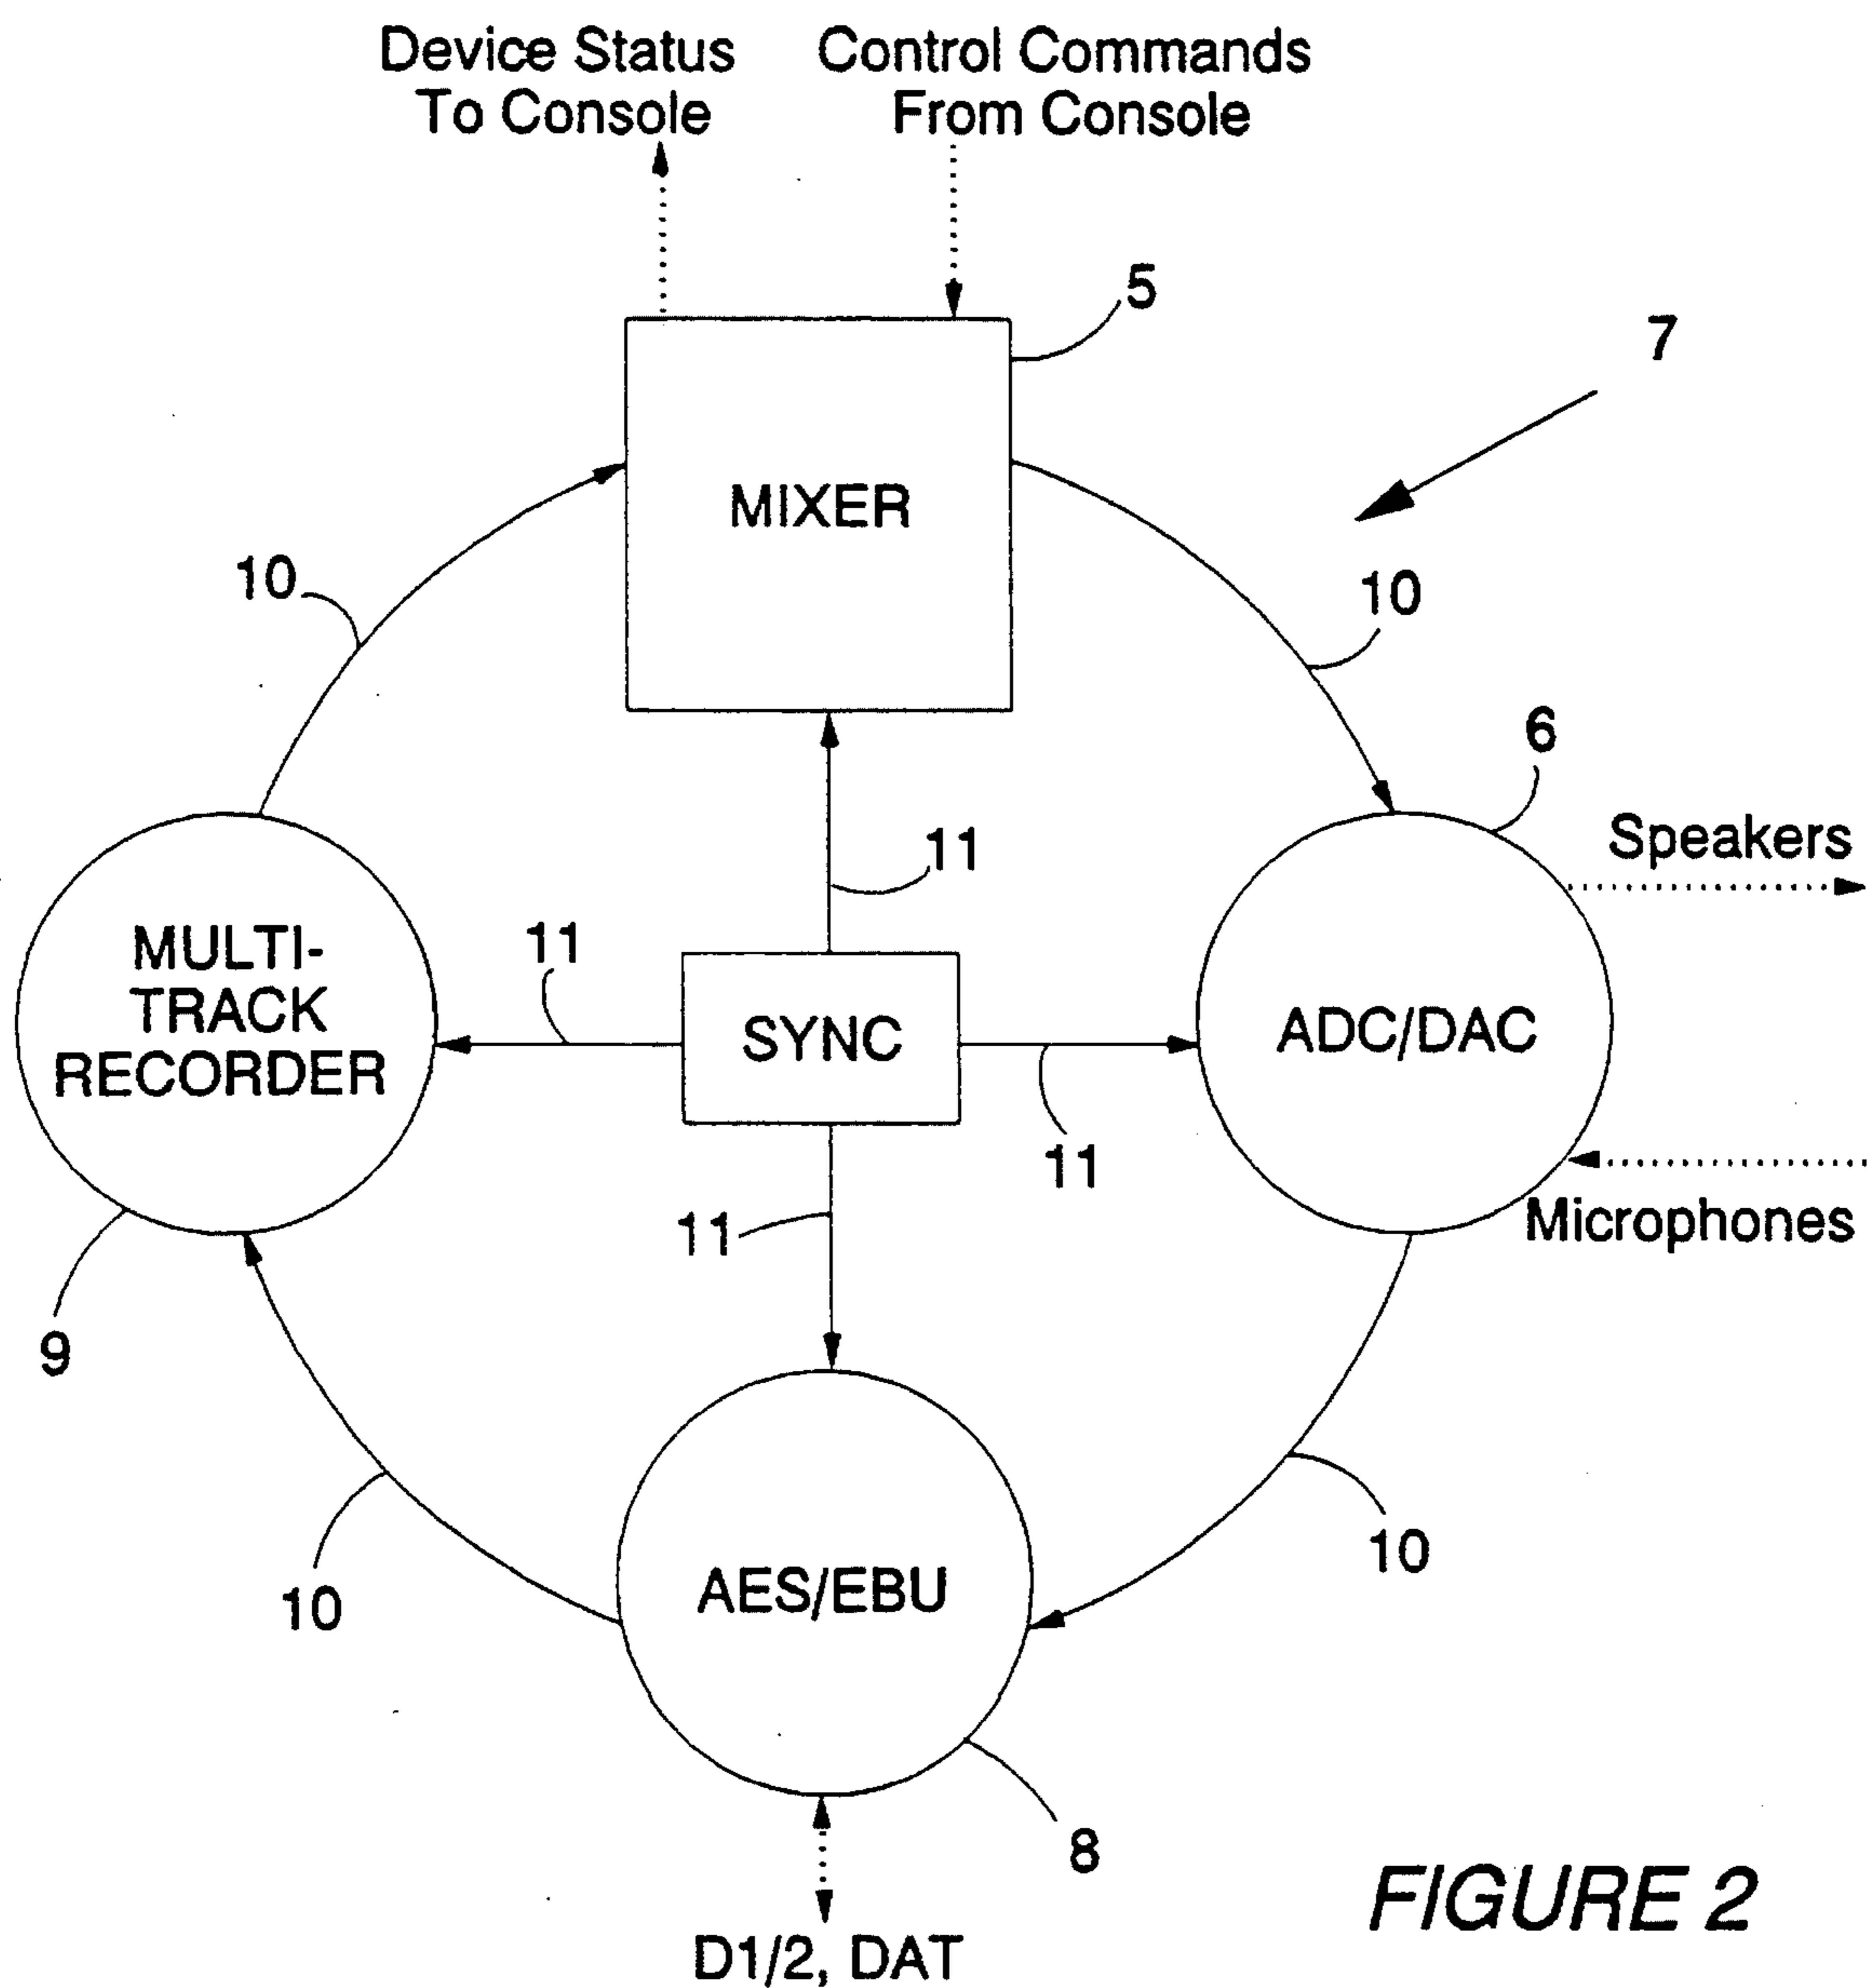 Device Status
To Console
Control Commands
From Console
5
7
MIXER
10
10
6
Speakers
11
11
MULTI-
TRACK
RECORDER
SYNC
ADC/DAC
11
Microphones
11
9
10
10
AES/EBU
8
D1/2, DAT
FIGURE 2